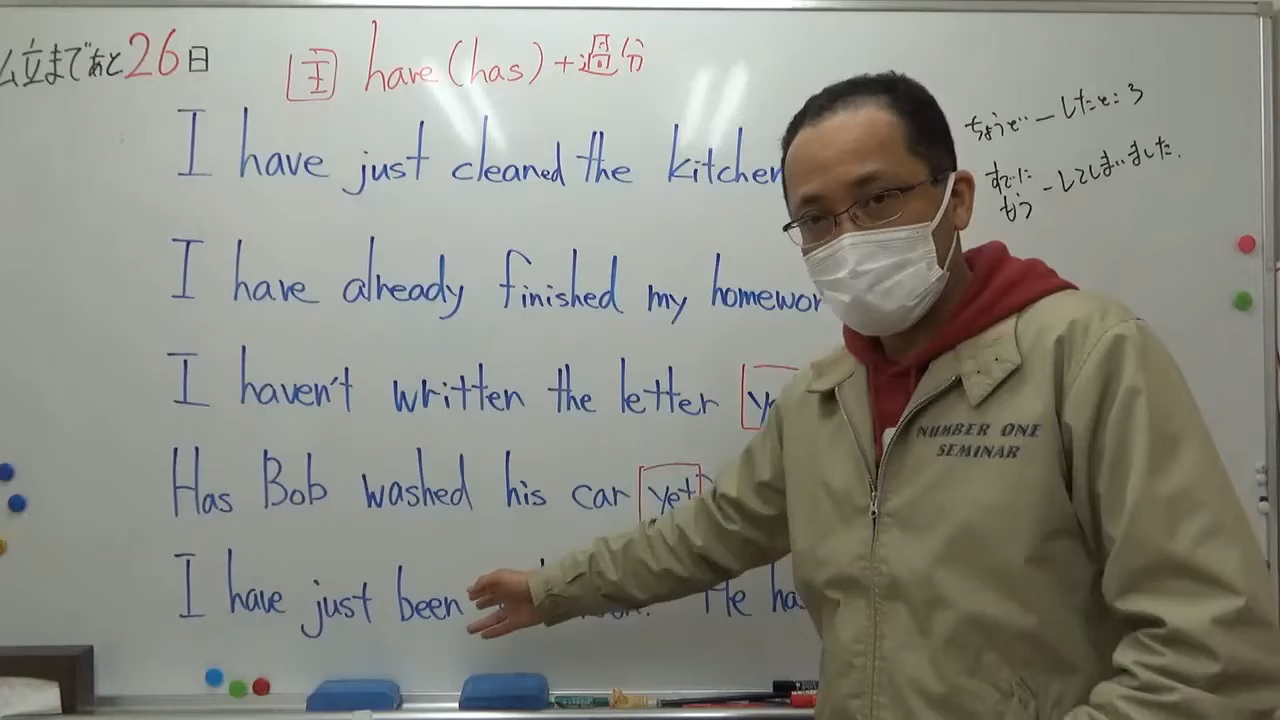 立まであと26日
主 have (has) + 過分
I have just cleaned the kitchen
I have already finished my homewor
I haven't written the letter
Has Bob washed his car yet
I have just been He has
ちょうど ーしたところ
すでに
もう ーしてしまいました.
NUMBER ONE
SEMINAR